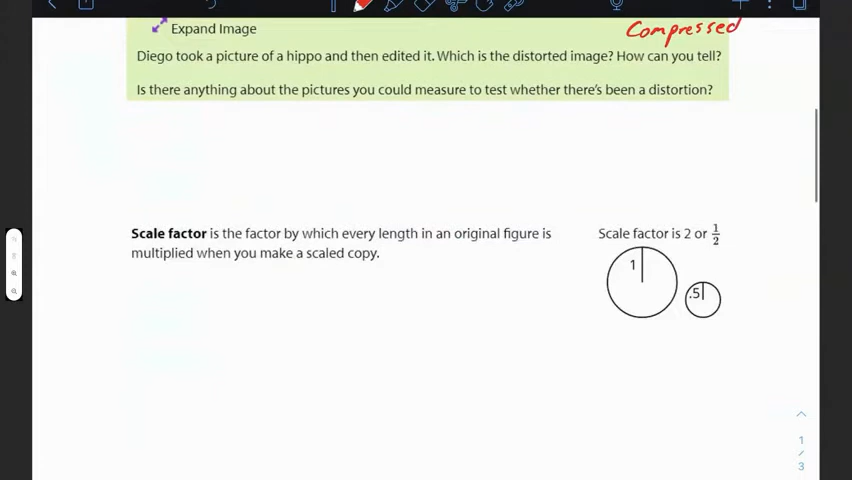 Compressed
Expand Image
Diego took a picture of a hippo and then edited it. Which is the distorted image? How can you tell?
Is there anything about the pictures you could measure to test whether there's been a distortion?
Scale factor is the factor by which every length in an original figure is
multiplied when you make a scaled copy.
Scale factor is 2 or 1/2
1
.5
1
/
3